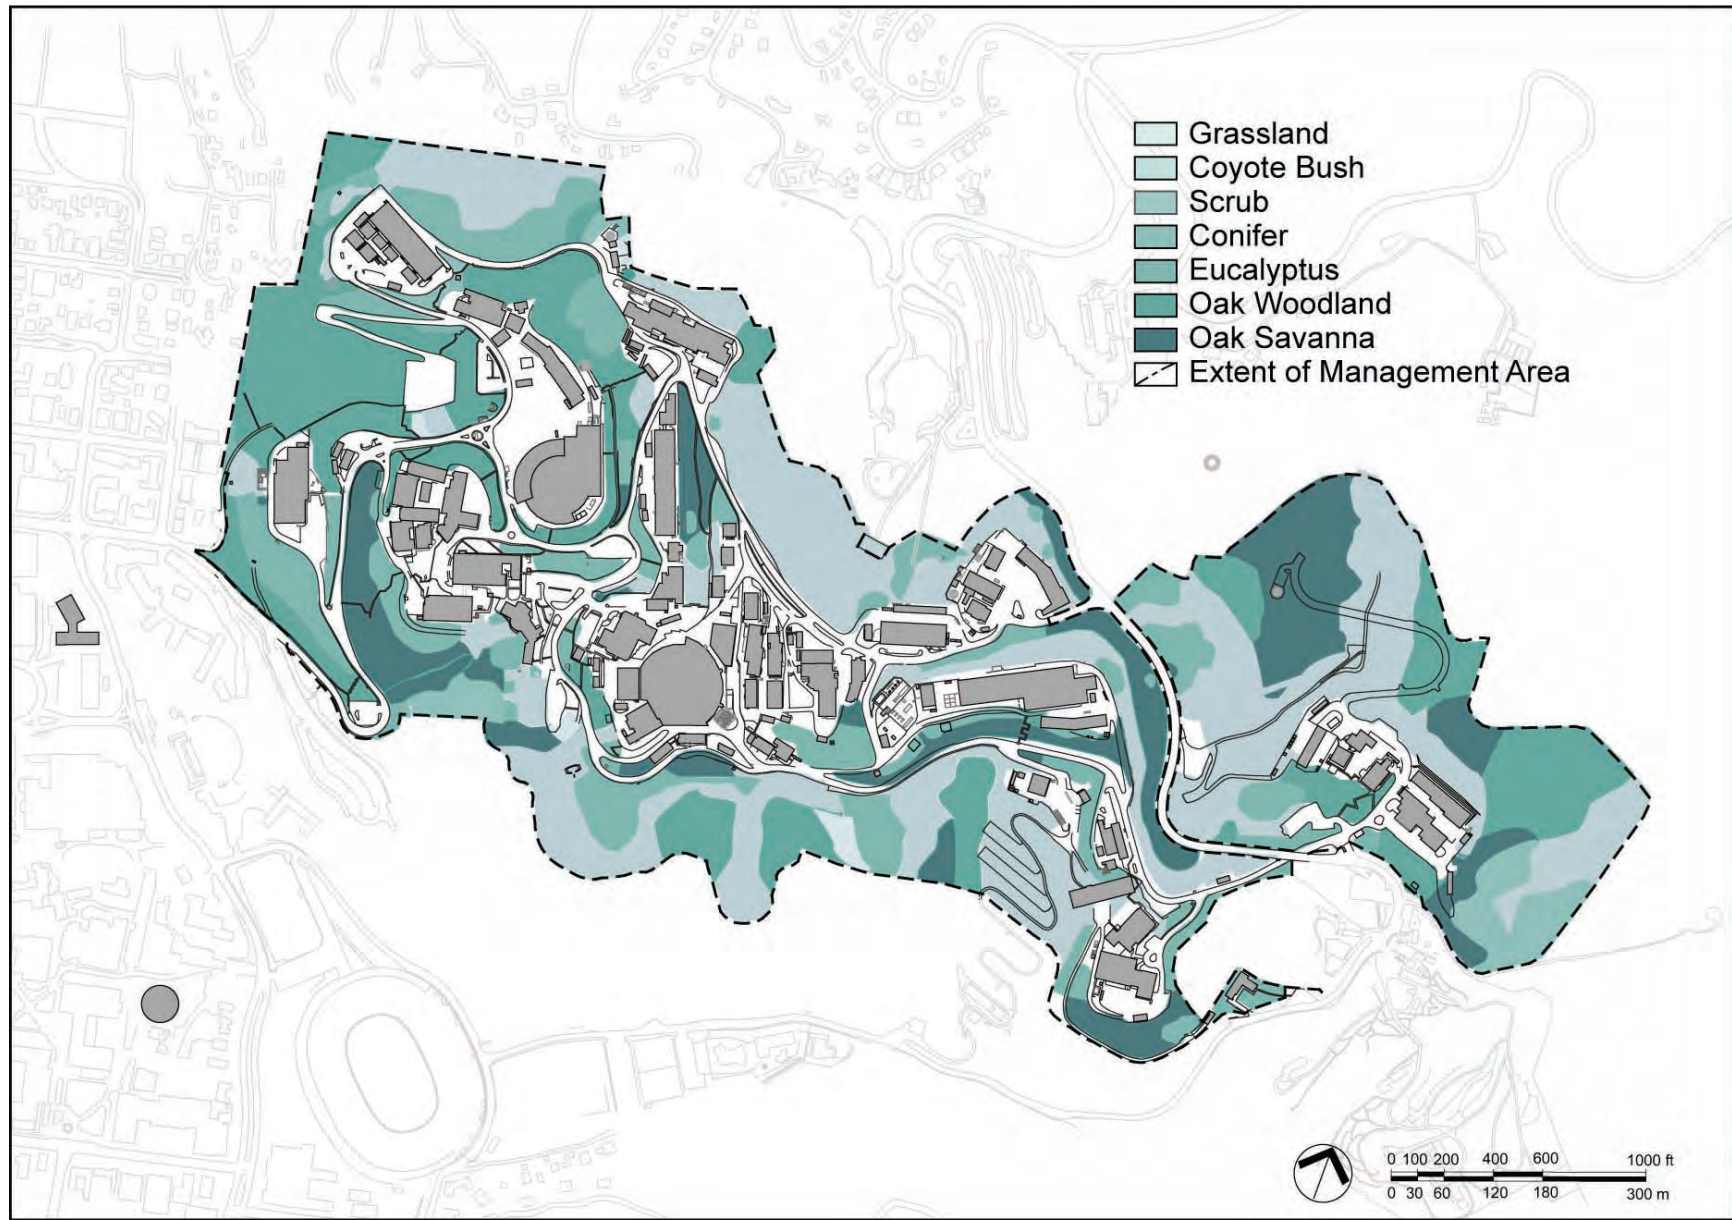 Grassland
Coyote Bush
Scrub
Conifer
Eucalyptus
Oak Woodland
Oak Savanna
Extent of Management Area
0 100 200 400 600 1000 ft
0 30 60 120 180 300 m